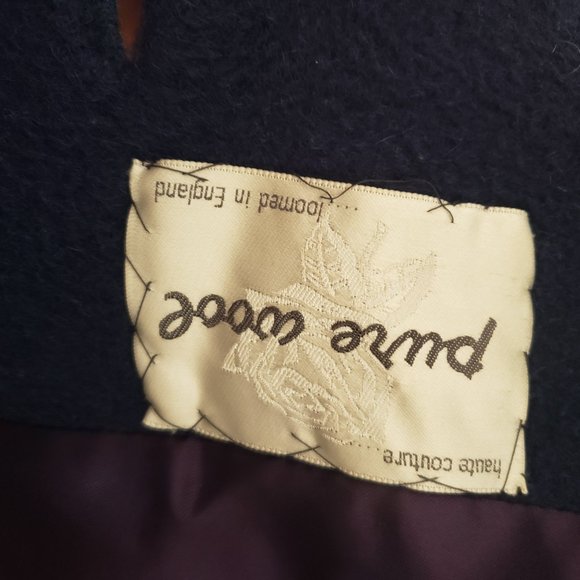 haute couture.....
pure wool
.....loomed in England